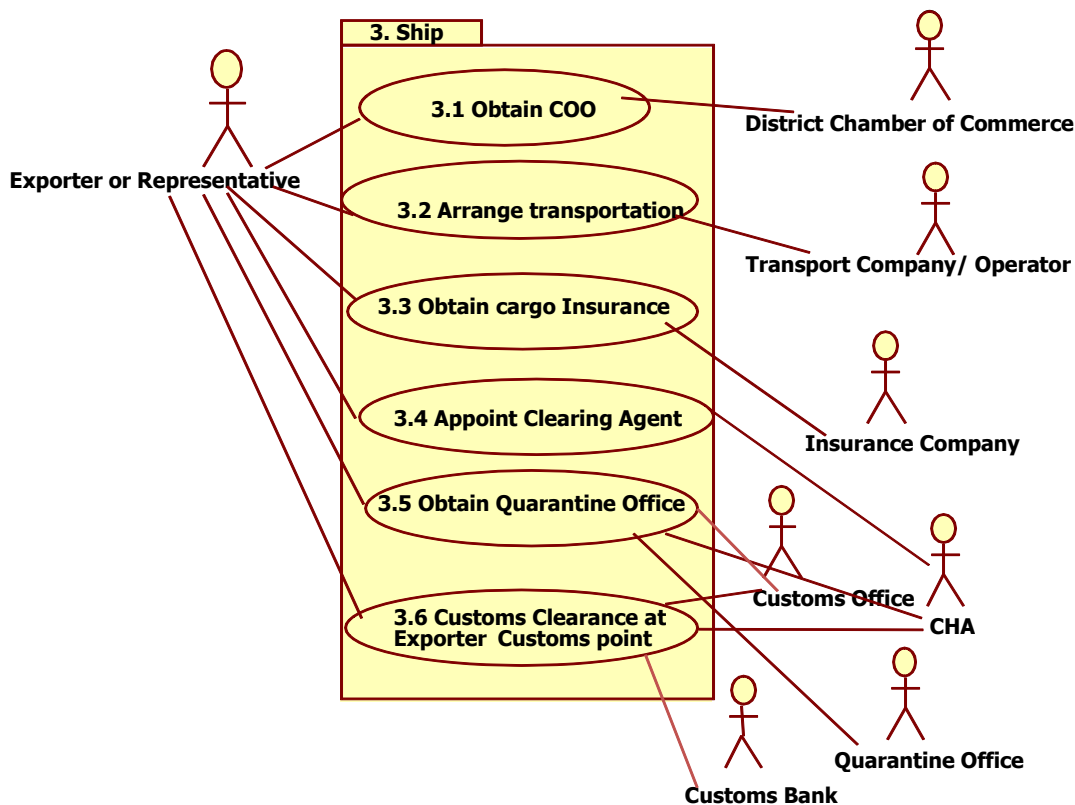 3. Ship
3.1 Obtain COO
District Chamber of Commerce
Exporter or Representative
3.2 Arrange transportation
Transport Company/ Operator
3.3 Obtain cargo Insurance
3.4 Appoint Clearing Agent
Insurance Company
3.5 Obtain Quarantine Office
Customs Office
3.6 Customs Clearance at
Exporter Customs point
CHA
Quarantine Office
Customs Bank